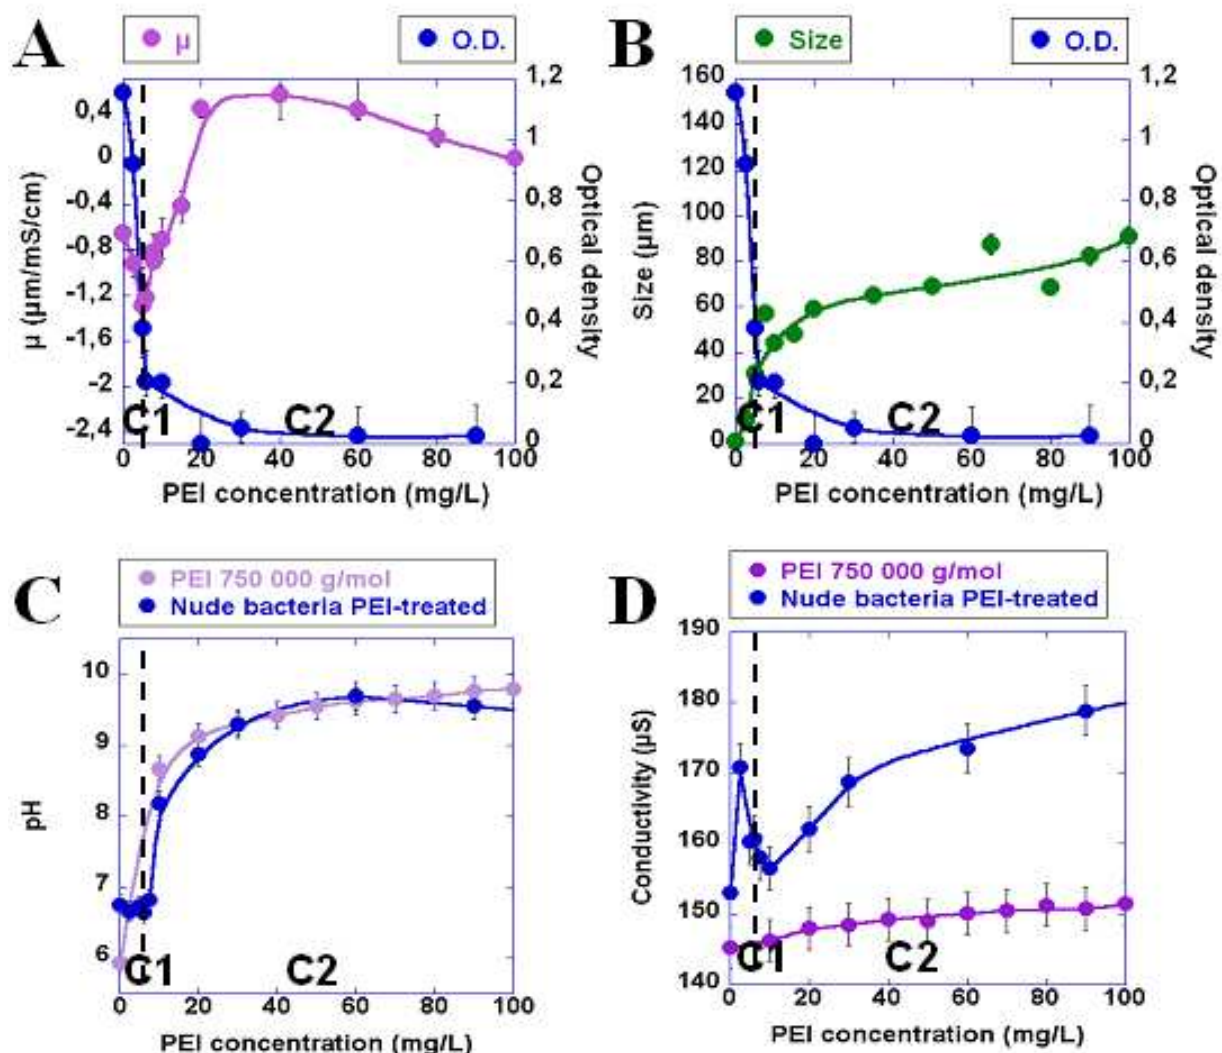 A
μ
O.D.
B
Size
O.D.
0,4
0
-0,4
-0,8
-1,2
-1,6
-2
-2,4
μ (μm/mS/cm)
1,2
1
0,8
0,6
0,4
0,2
0
Optical density
C1
C2
0 20 40 60 80 100
PEI concentration (mg/L)
160
140
120
100
80
60
40
20
0
Size (μm)
1,2
1
0,8
0,6
0,4
0,2
0
Optical density
C1
C2
0 20 40 60 80 100
PEI concentration (mg/L)
C
PEI 750 000 g/mol
Nude bacteria PEI-treated
10
9
8
7
6
pH
C1
C2
0 20 40 60 80 100
PEI concentration (mg/L)
D
PEI 750 000 g/mol
Nude bacteria PEI-treated
190
180
170
160
150
140
Conductivity (μS)
C1
C2
0 20 40 60 80 100
PEI concentration (mg/L)